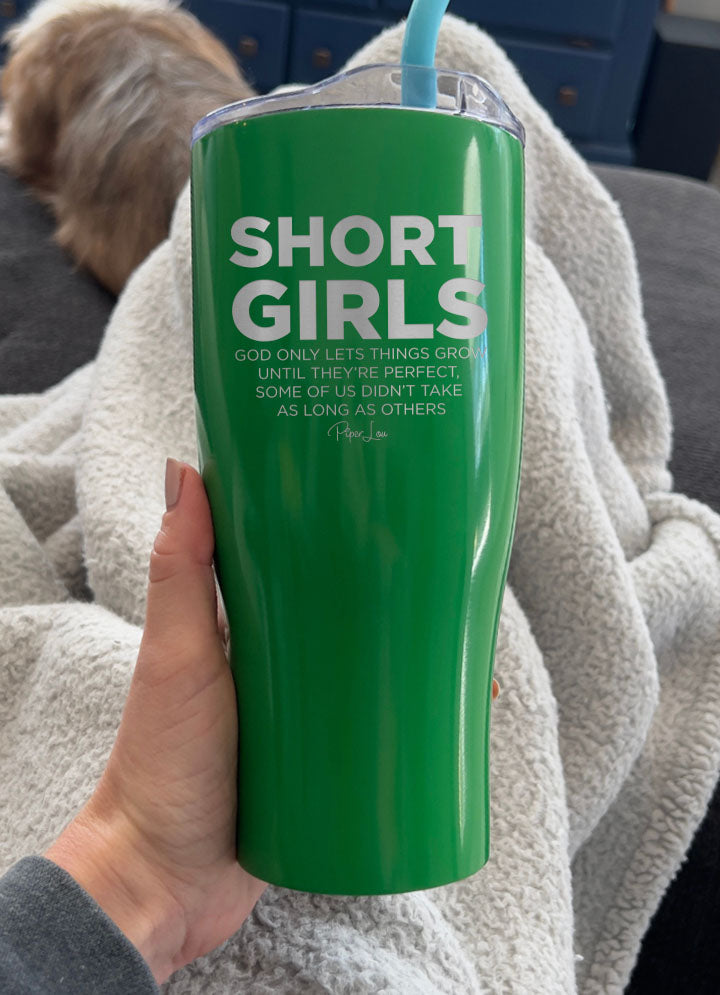 SHORT
GIRLS
GOD ONLY LETS THINGS GROW
UNTIL THEY'RE PERFECT,
SOME OF US DIDN'T TAKE
AS LONG AS OTHERS
Piper Lou